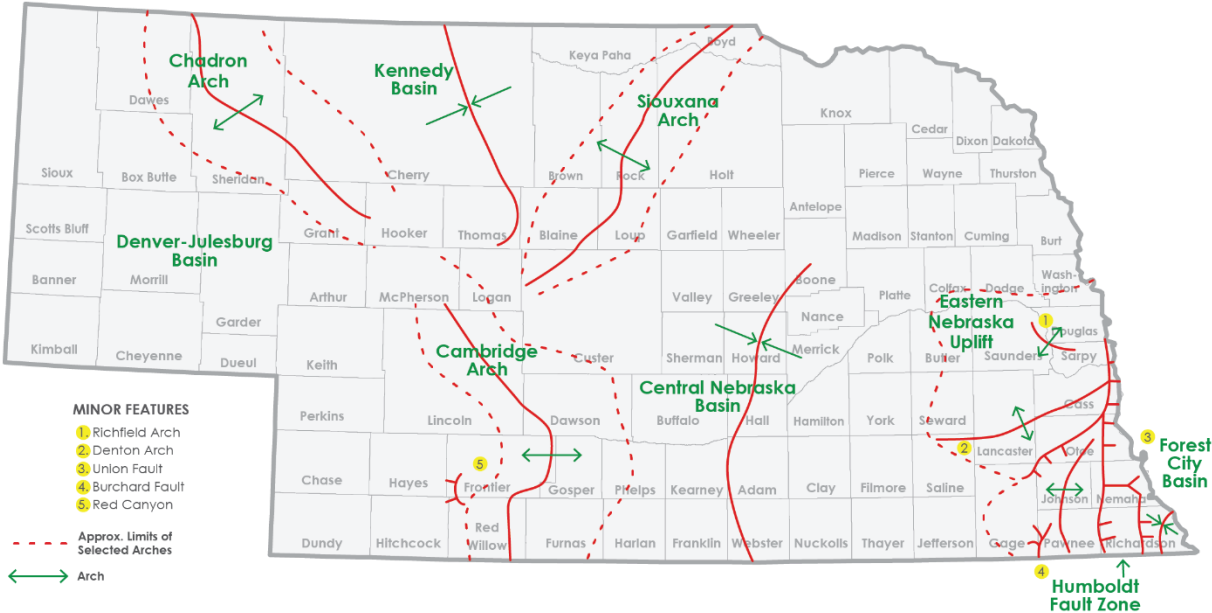 Chadron
Arch
Kennedy
Basin
Keya Paha
Boyd
Siouxana
Arch
Dawes
Knox
Cedar
Dixon
Dakota
Sioux
Box Butte
Sheridan
Cherry
Brown
Rock
Holt
Pierce
Wayne
Thurston
Antelope
Scotts Bluff
Denver-Julesburg
Basin
Grant
Hooker
Thomas
Blaine
Loup
Garfield
Wheeler
Madison
Stanton
Cuming
Burt
Banner
Morrill
Arthur
McPherson
Logan
Valley
Greeley
Boone
Platte
Colfax
Dodge
Wash-
ington
Garder
Nance
Eastern
Nebraska
Uplift
1
Douglas
Kimball
Cheyenne
Dueul
Keith
Cambridge
Arch
Custer
Sherman
Howard
Merrick
Polk
Butler
Saunders
Sarpy
Perkins
Lincoln
Dawson
Central Nebraska
Basin
Buffalo
Hall
Hamilton
York
Seward
Cass
MINOR FEATURES
1. Richfield Arch
2. Denton Arch
3. Union Fault
4. Burchard Fault
5. Red Canyon
2
Lancaster
Otoe
3
Forest
City
Basin
Chase
Hayes
5
Frontier
Gosper
Phelps
Kearney
Adam
Clay
Filmore
Saline
Johnson
Nemaha
Approx. Limits of
Selected Arches
Arch
Dundy
Hitchcock
Red
Willow
Furnas
Harlan
Franklin
Webster
Nuckolls
Thayer
Jefferson
Gage
Pawnee
Richardson
4
Humboldt
Fault Zone